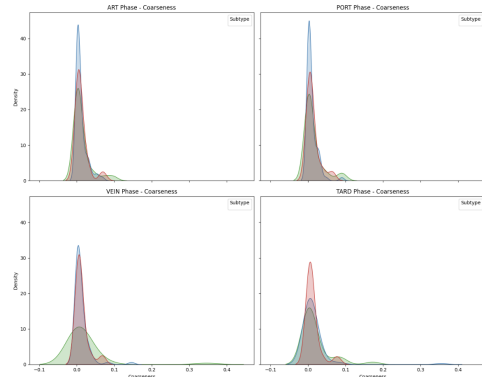 ART Phase - Coarseness
Subtype
Density
40
30
20
10
0
PORT Phase - Coarseness
Subtype
VEIN Phase - Coarseness
Subtype
Density
40
30
20
10
0
−0.1 0.0 0.1 0.2 0.3 0.4
Coarseness
TARD Phase - Coarseness
Subtype
−0.1 0.0 0.1 0.2 0.3 0.4
Coarseness